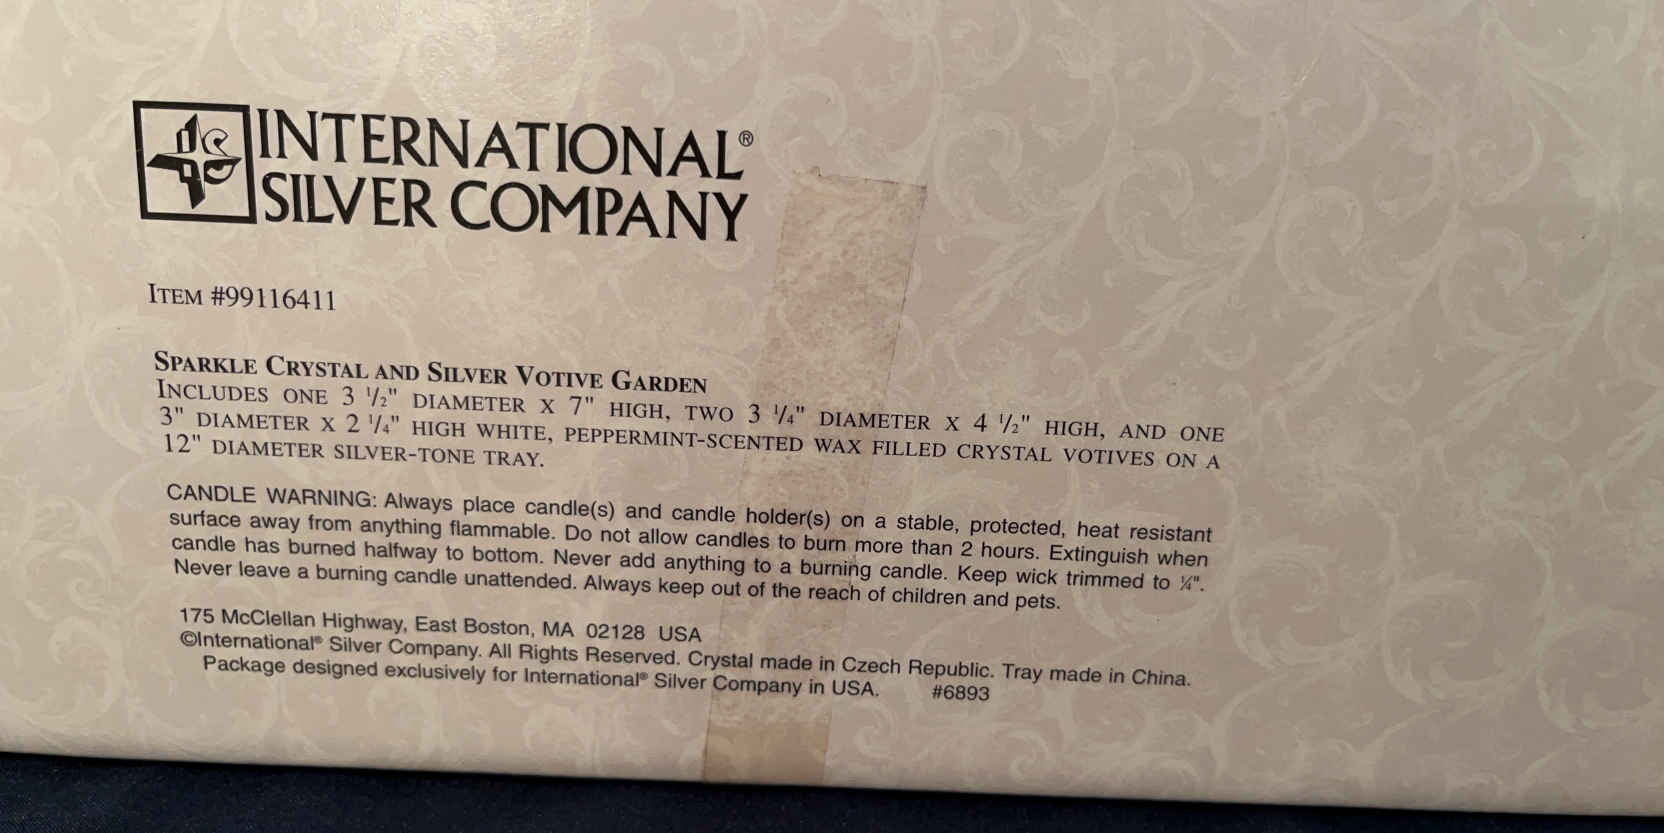 INTERNATIONAL®
SILVER COMPANY
ITEM #99116411
SPARKLE CRYSTAL AND SILVER VOTIVE GARDEN
INCLUDES ONE 3 1/2" DIAMETER X 7" HIGH, TWO 3 1/4" DIAMETER X 4 1/2" HIGH, AND ONE
3" DIAMETER X 2 1/4" HIGH WHITE, PEPPERMINT-SCENTED WAX FILLED CRYSTAL VOTIVES ON A
12" DIAMETER SILVER-TONE TRAY.
CANDLE WARNING: Always place candle(s) and candle holder(s) on a stable, protected, heat resistant
surface away from anything flammable. Do not allow candles to burn more than 2 hours. Extinguish when
candle has burned halfway to bottom. Never add anything to a burning candle. Keep wick trimmed to ¼".
Never leave a burning candle unattended. Always keep out of the reach of children and pets.
175 McClellan Highway, East Boston, MA 02128 USA
©International® Silver Company. All Rights Reserved. Crystal made in Czech Republic. Tray made in China.
Package designed exclusively for International® Silver Company in USA. #6893